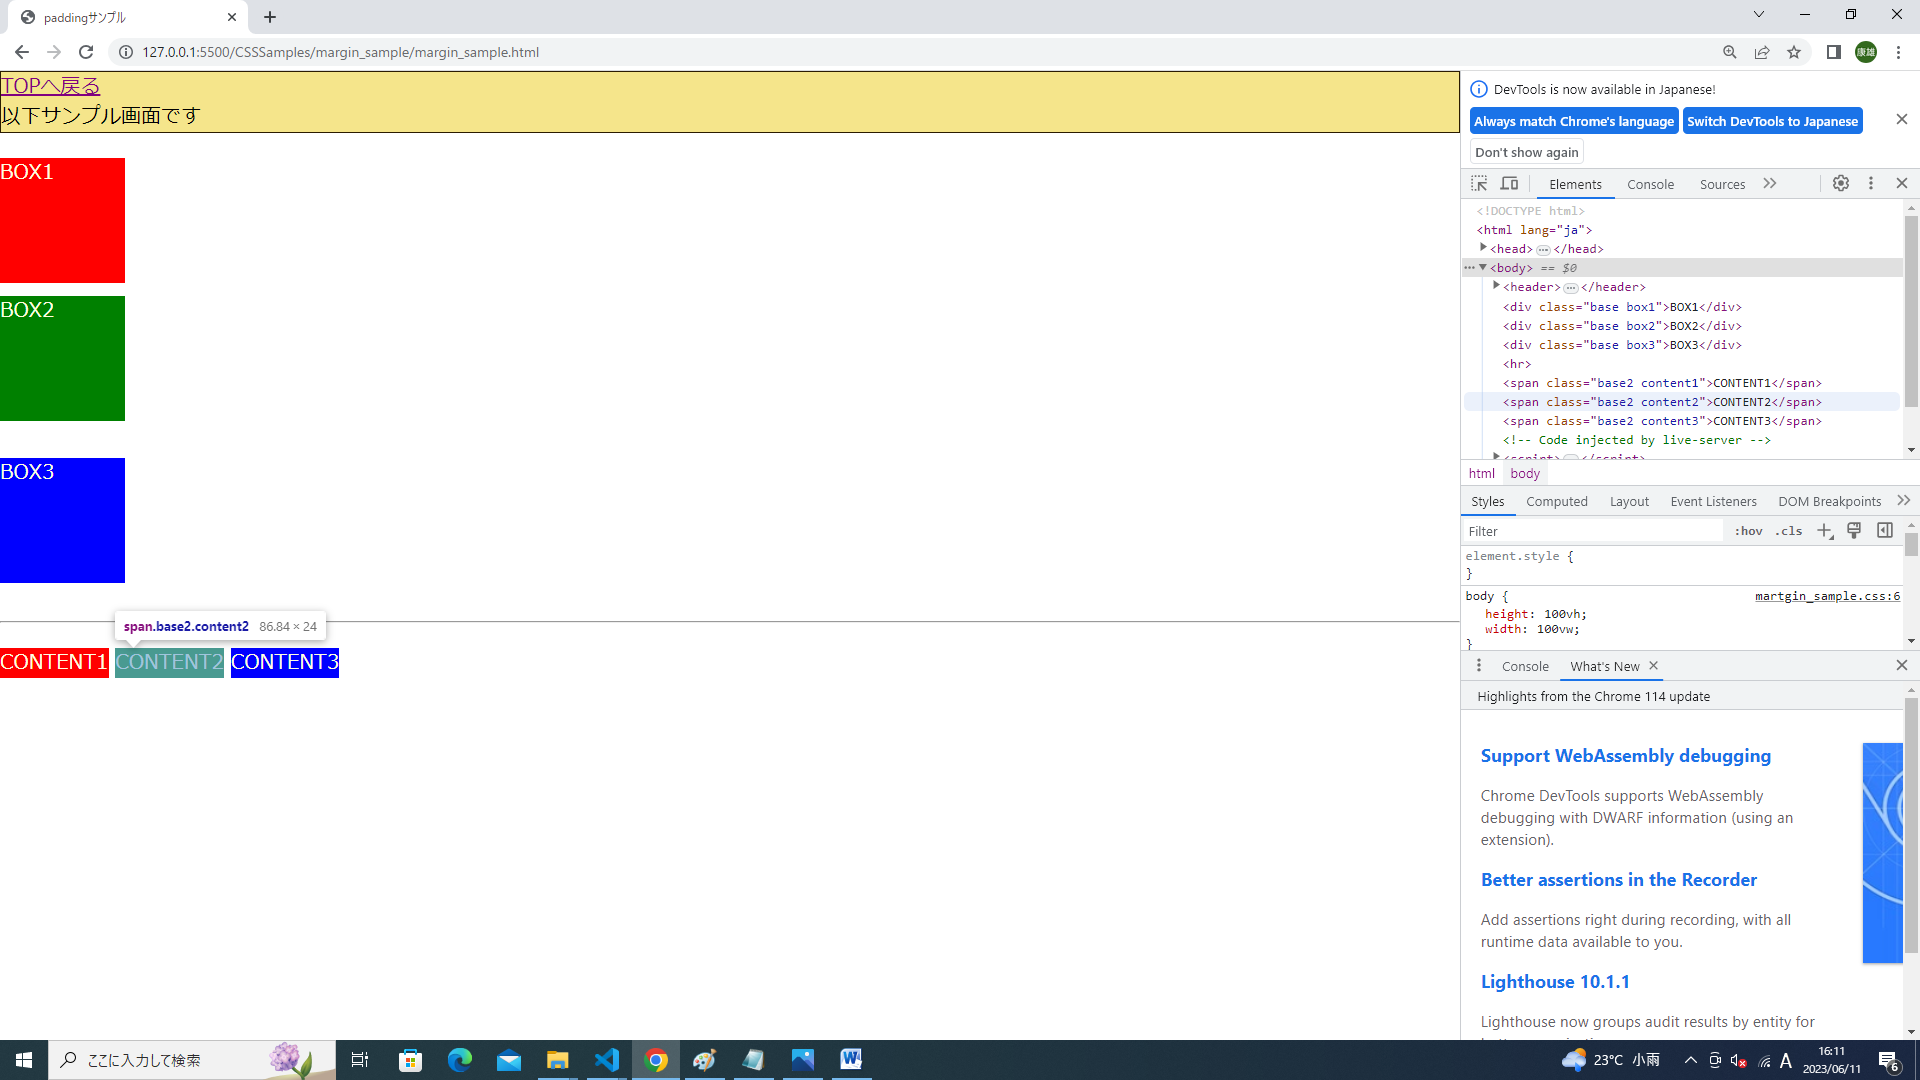 paddingサンプル
127.0.0.1:5500/CSSSamples/margin_sample/margin_sample.html
康雄
TOPへ戻る
以下サンプル画面です
BOX1
BOX2
BOX3
span.base2.content2 86.84 × 24
CONTENT1 CONTENT2 CONTENT3
DevTools is now available in Japanese!
Always match Chrome's language Switch DevTools to Japanese
Don't show again
Elements Console Sources
<!DOCTYPE html>
<html lang="ja">
<head>…</head>
<body> == $0
<header>…</header>
<div class="base box1">BOX1</div>
<div class="base box2">BOX2</div>
<div class="base box3">BOX3</div>
<hr>
<span class="base2 content1">CONTENT1</span>
<span class="base2 content2">CONTENT2</span>
<span class="base2 content3">CONTENT3</span>
<!-- Code injected by live-server -->
<script>…</script>
html body
Styles Computed Layout Event Listeners DOM Breakpoints
Filter :hov .cls
element.style {
}
body { martgin_sample.css:6
height: 100vh;
width: 100vw;
}
Console What's New
Highlights from the Chrome 114 update
Support WebAssembly debugging
Chrome DevTools supports WebAssembly
debugging with DWARF information (using an
extension).
Better assertions in the Recorder
Add assertions right during recording, with all
runtime data available to you.
Lighthouse 10.1.1
Lighthouse now groups audit results by entity for
ここに入力して検索
23°C 小雨
A
16:11
2023/06/11
6